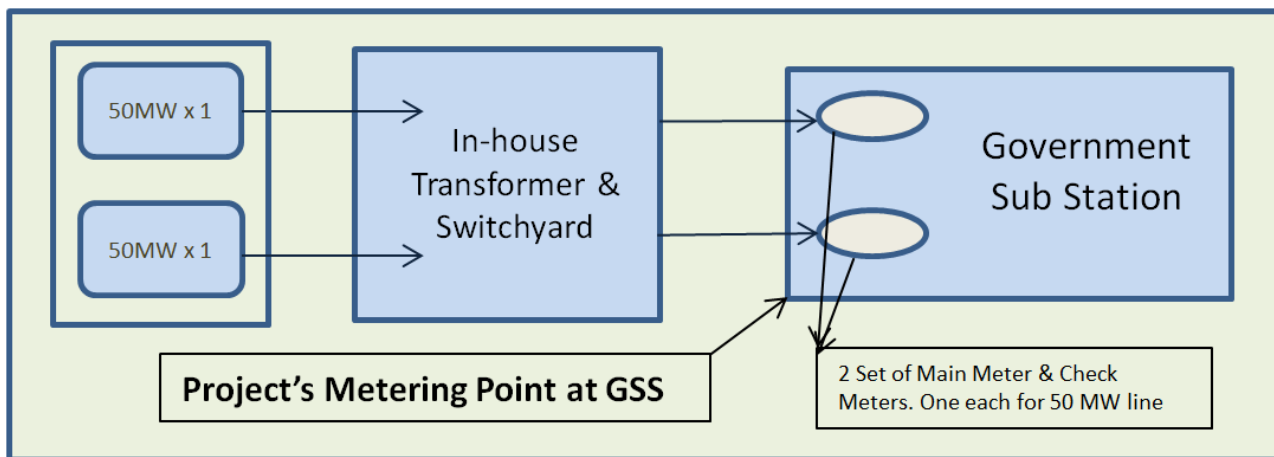 50MW x 1
50MW x 1
In-house
Transformer &
Switchyard
Government
Sub Station
Project's Metering Point at GSS
2 Set of Main Meter & Check
Meters. One each for 50 MW line